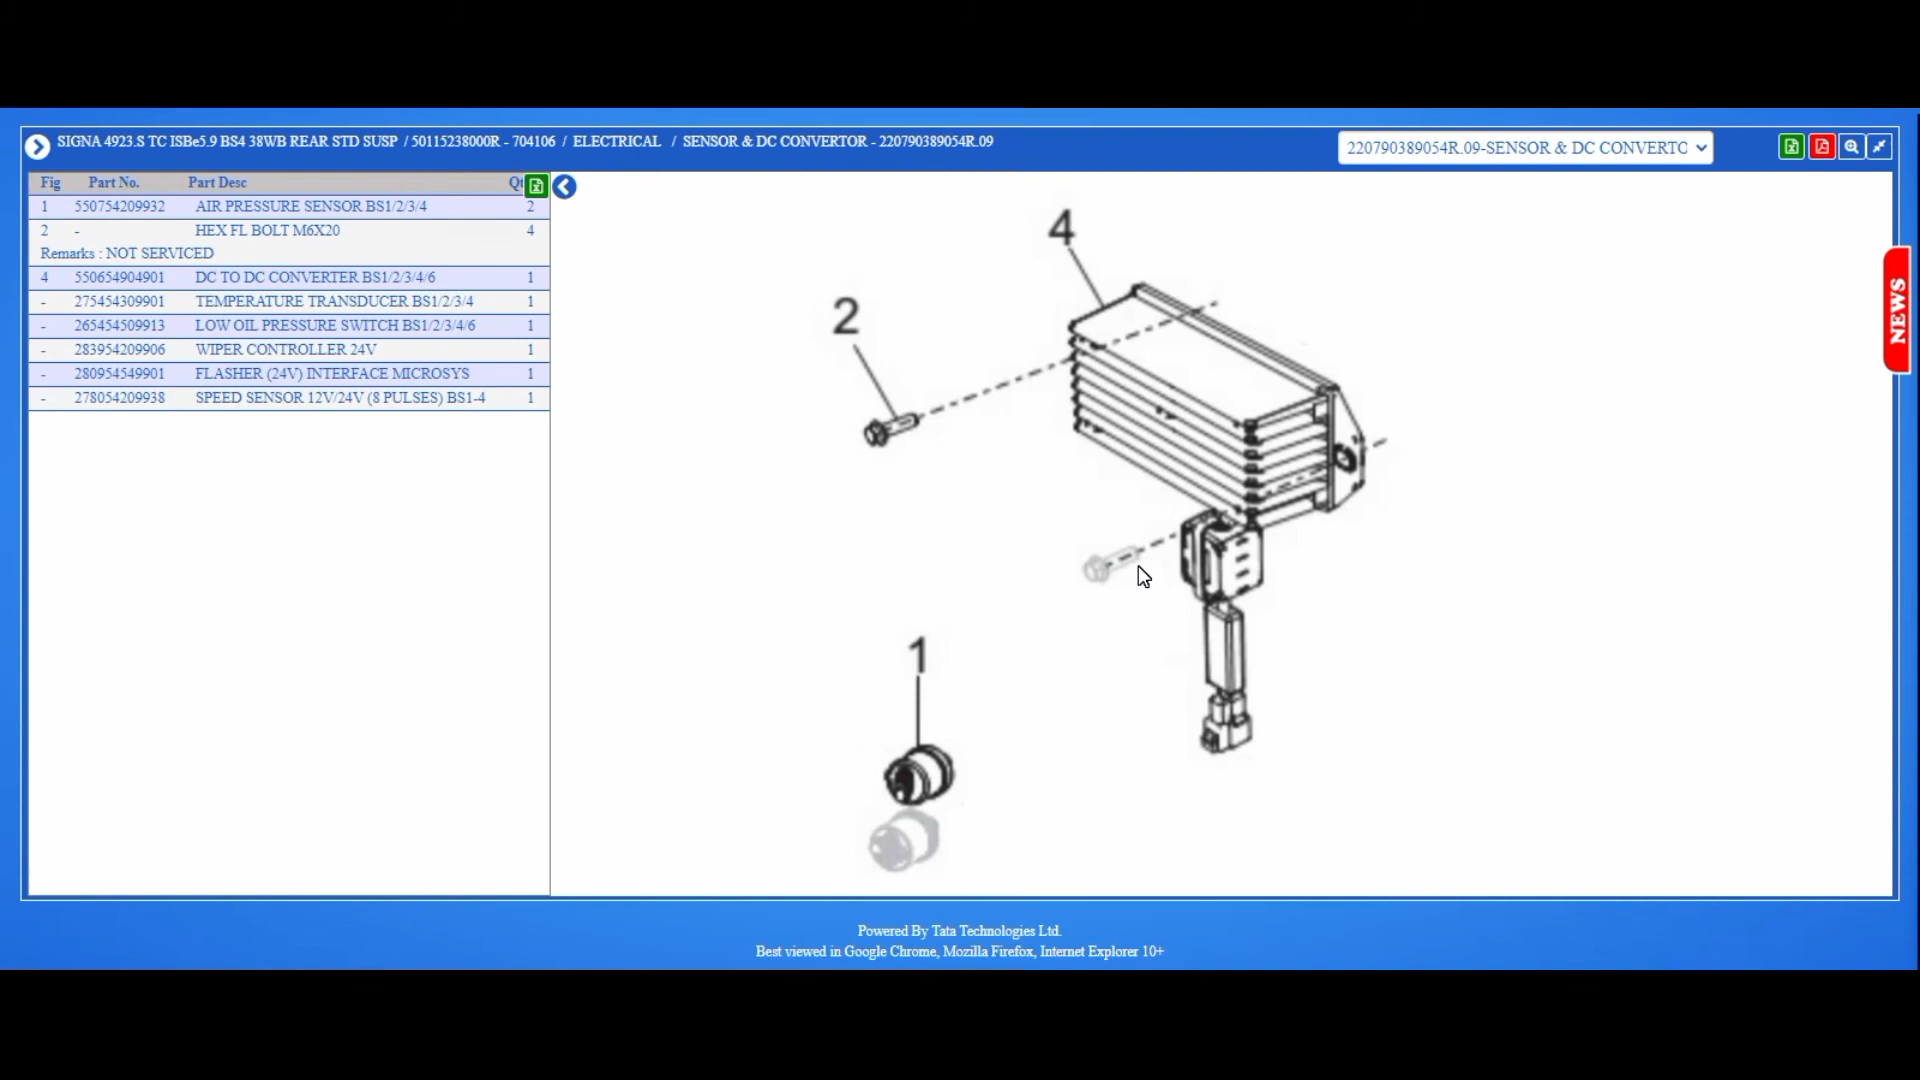 SIGNA 4923.S TC ISBe5.9 BS4 38WB REAR STD SUSP / 50115238000R - 704106 / ELECTRICAL / SENSOR & DC CONVERTOR - 220790389054R.09
220790389054R.09-SENSOR & DC CONVERTC
Fig Part No. Part Desc
1 550754209932 AIR PRESSURE SENSOR BS1/2/3/4 2
2 - HEX FL BOLT M6X20 4
Remarks : NOT SERVICED
4 550654904901 DC TO DC CONVERTER BS1/2/3/4/6 1
- 275454309901 TEMPERATURE TRANSDUCER BS1/2/3/4 1
- 265454509913 LOW OIL PRESSURE SWITCH BS1/2/3/4/6 1
- 283954209906 WIPER CONTROLLER 24V 1
- 280954549901 FLASHER (24V) INTERFACE MICROSYS 1
- 278054209938 SPEED SENSOR 12V/24V (8 PULSES) BS1-4 1
4
2
1
NEWS
Powered By Tata Technologies Ltd.
Best viewed in Google Chrome, Mozilla Firefox, Internet Explorer 10+